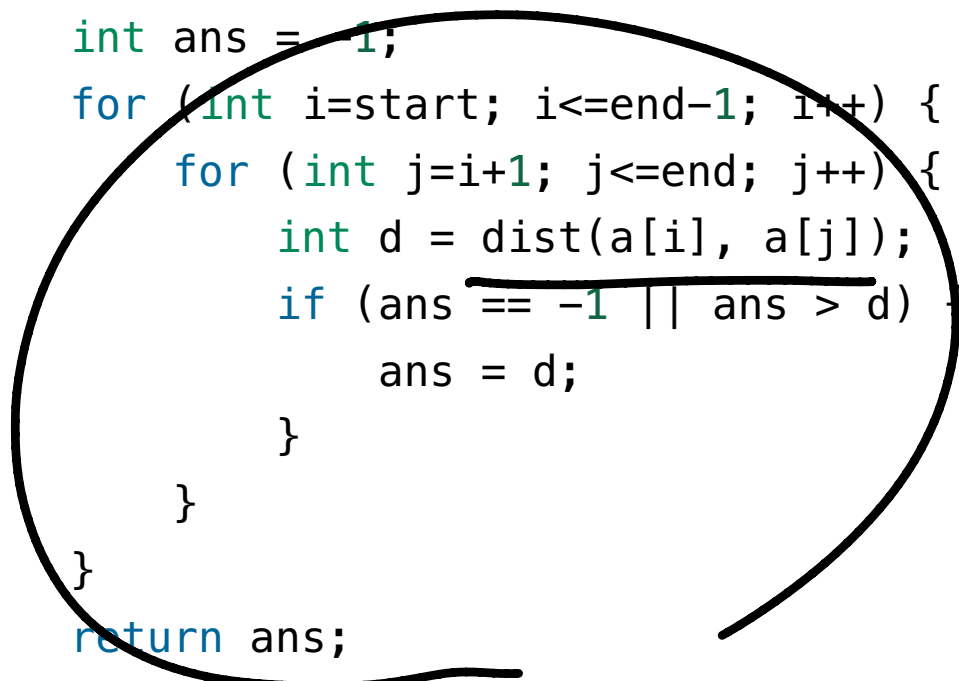 int ans = -1;
for (int i=start; i<=end-1; i++) {
for (int j=i+1; j<=end; j++) {
int d = dist(a[i], a[j]);
if (ans == -1 || ans > d) {
ans = d;
}
}
}
return ans;